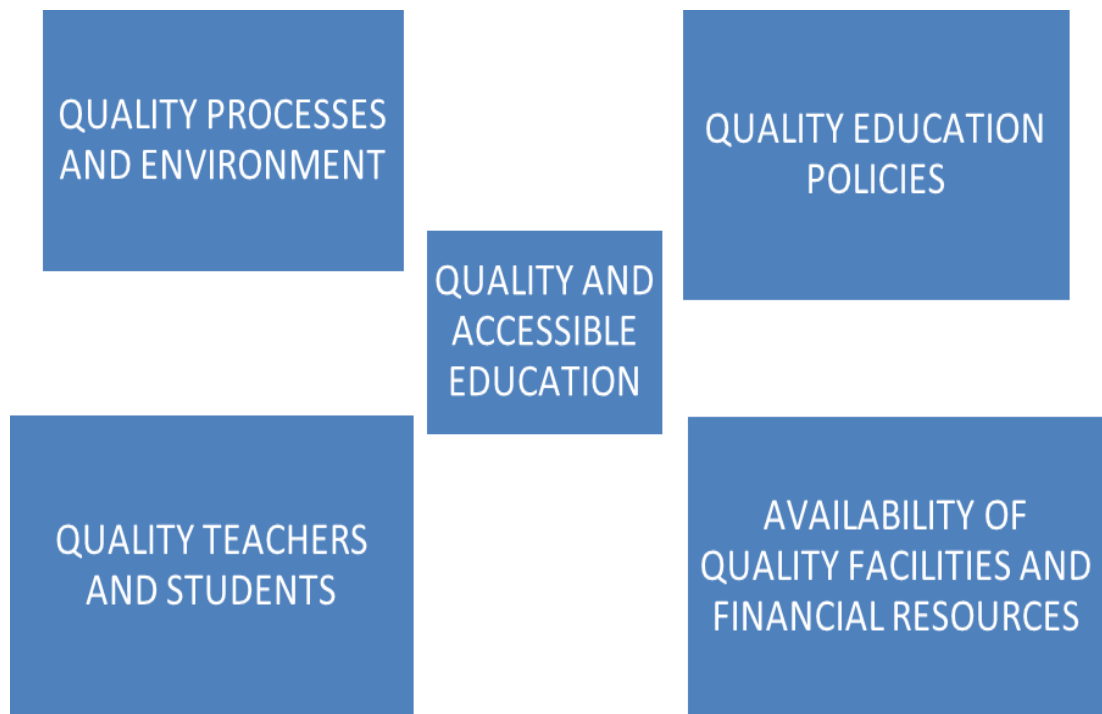 QUALITY PROCESSES
AND ENVIRONMENT
QUALITY EDUCATION
POLICIES
QUALITY AND
ACCESSIBLE
EDUCATION
QUALITY TEACHERS
AND STUDENTS
AVAILABILITY OF
QUALITY FACILITIES AND
FINANCIAL RESOURCES